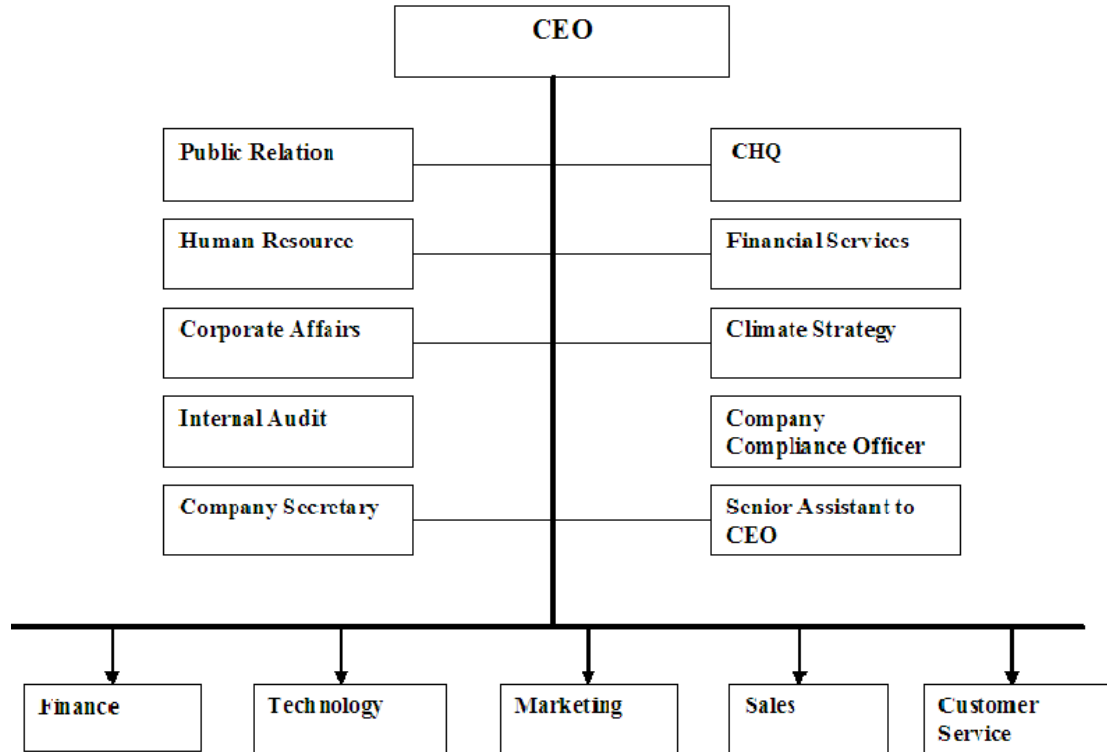 CEO
Public Relation
CHQ
Human Resource
Financial Services
Corporate Affairs
Climate Strategy
Internal Audit
Company
Compliance Officer
Company Secretary
Senior Assistant to
CEO
Finance
Technology
Marketing
Sales
Customer
Service